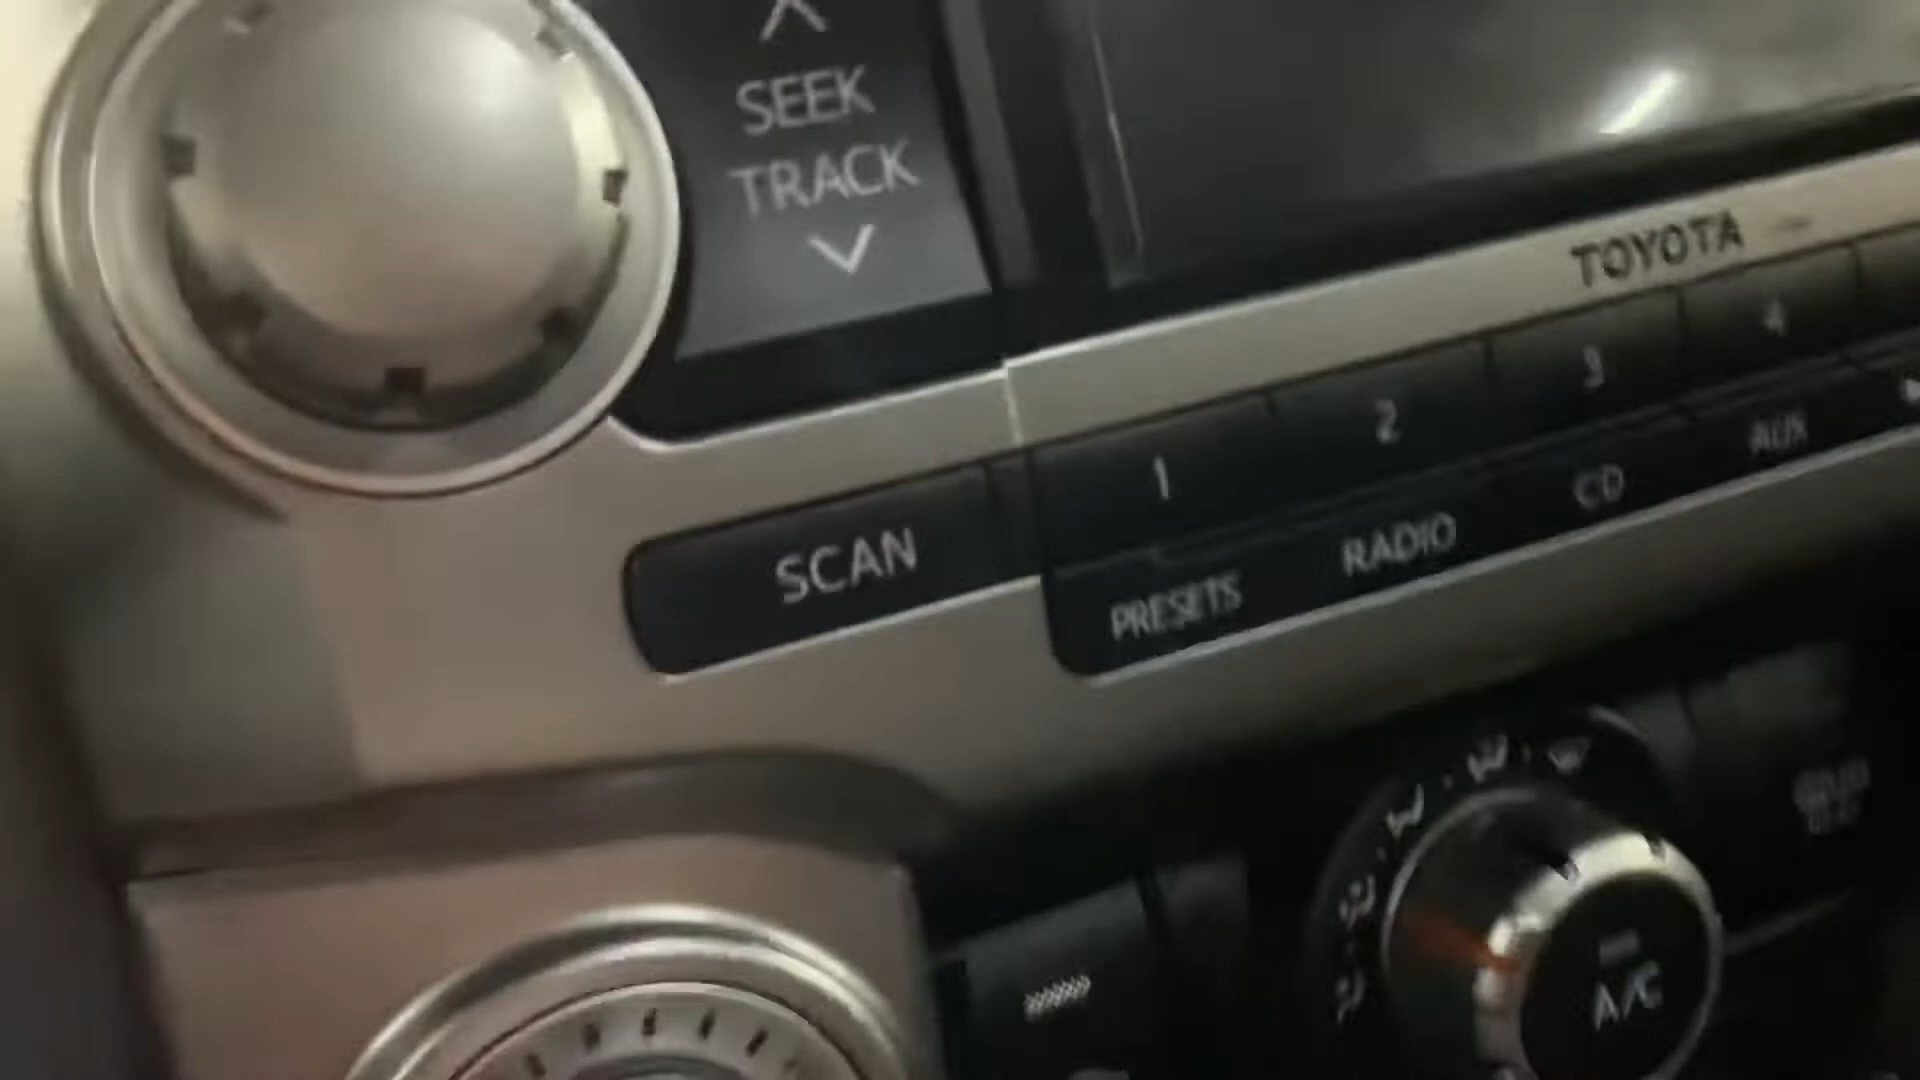 SEEK
TRACK
TOYOTA
1 2 3 4
SCAN
PRESETS RADIO CD AUX
A/C